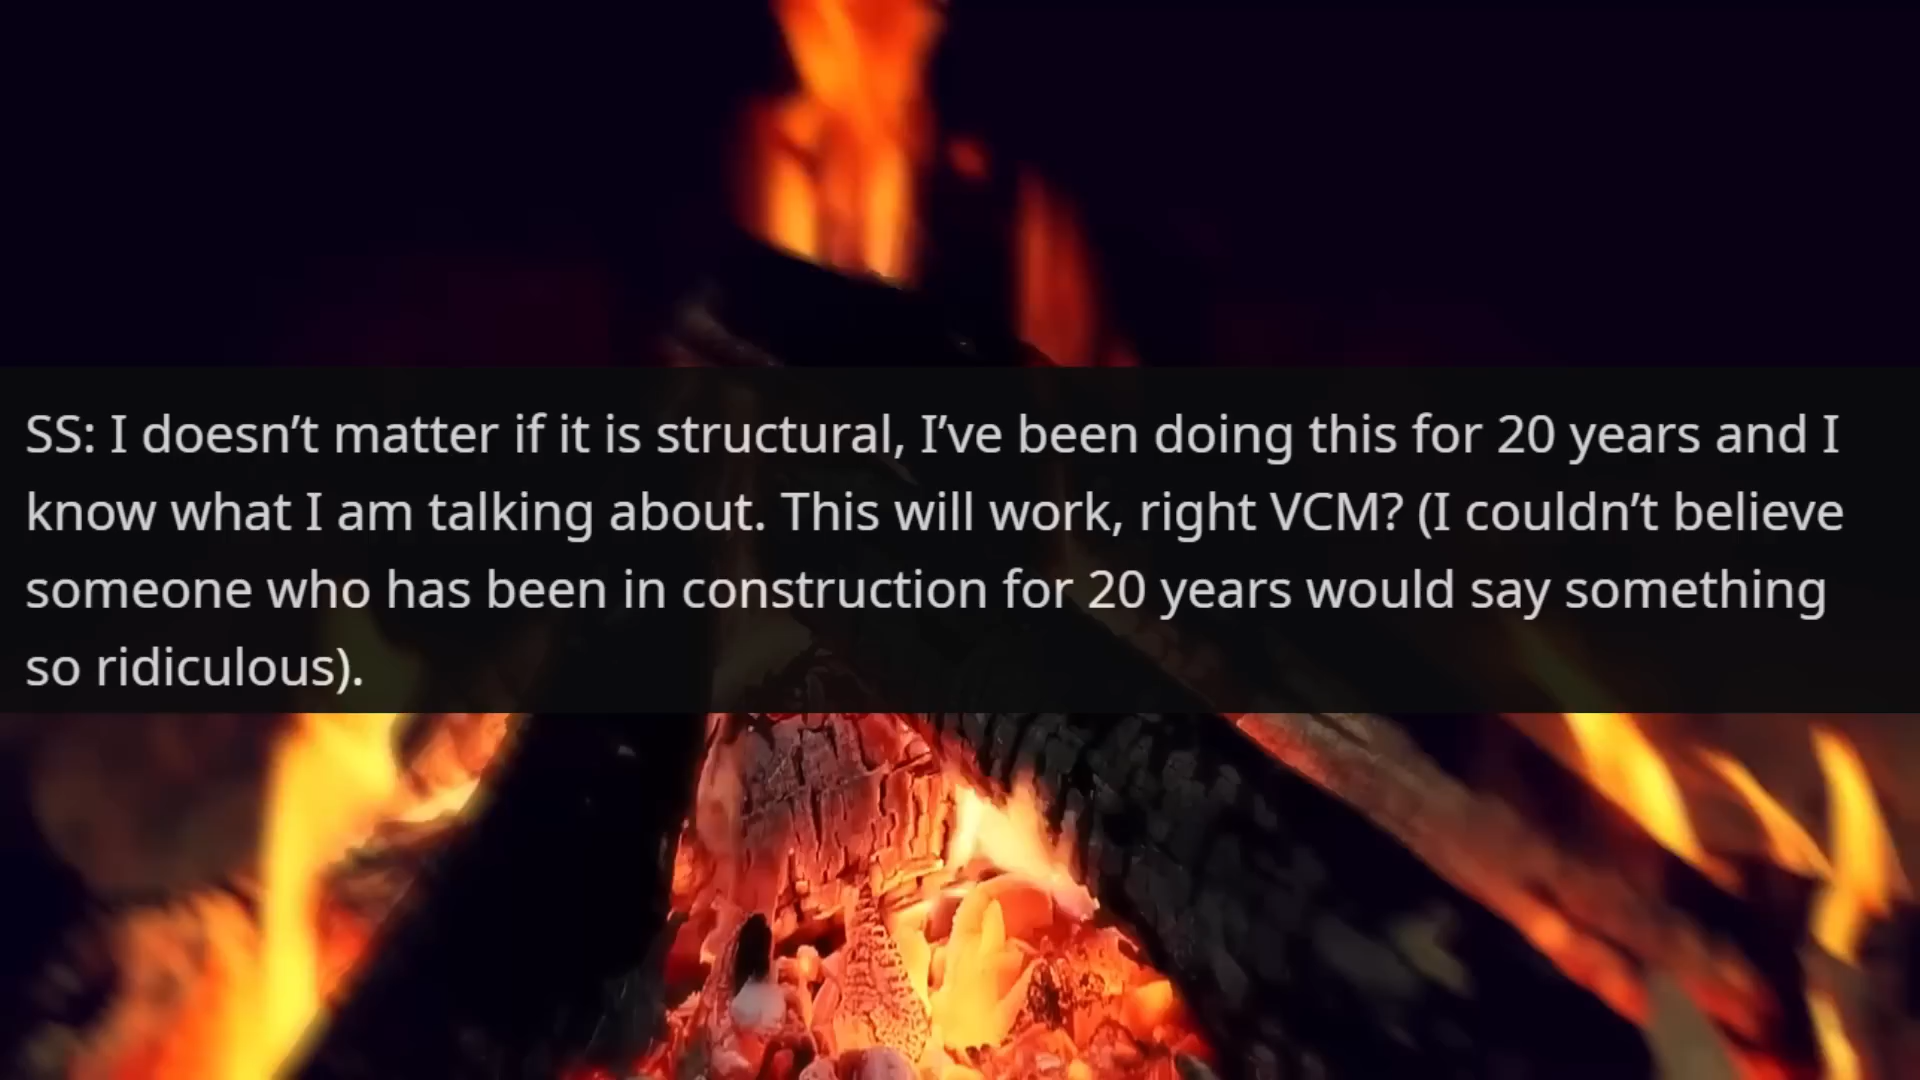 SS: I doesn’t matter if it is structural, I’ve been doing this for 20 years and I
know what I am talking about. This will work, right VCM? (I couldn’t believe
someone who has been in construction for 20 years would say something
so ridiculous).